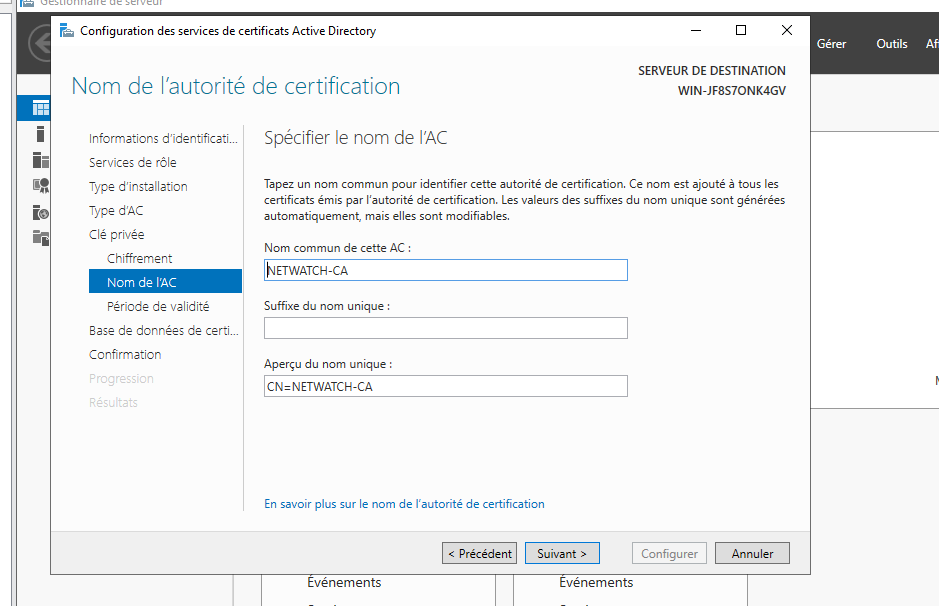 Gestionnaire de serveur
Configuration des services de certificats Active Directory
Gérer
Outils
Nom de l'autorité de certification
SERVEUR DE DESTINATION
WIN-JF8S7ONK4GV
Informations d'identificati...
Services de rôle
Type d'installation
Type d'AC
Clé privée
Chiffrement
Nom de l'AC
Période de validité
Base de données de certi...
Confirmation
Progression
Résultats
Spécifier le nom de l'AC
Tapez un nom commun pour identifier cette autorité de certification. Ce nom est ajouté à tous les
certificats émis par l'autorité de certification. Les valeurs des suffixes du nom unique sont générées
automatiquement, mais elles sont modifiables.
Nom commun de cette AC :
NETWATCH-CA
Suffixe du nom unique :
Aperçu du nom unique :
CN=NETWATCH-CA
En savoir plus sur le nom de l'autorité de certification
< Précédent
Suivant >
Configurer
Annuler
Événements
Événements